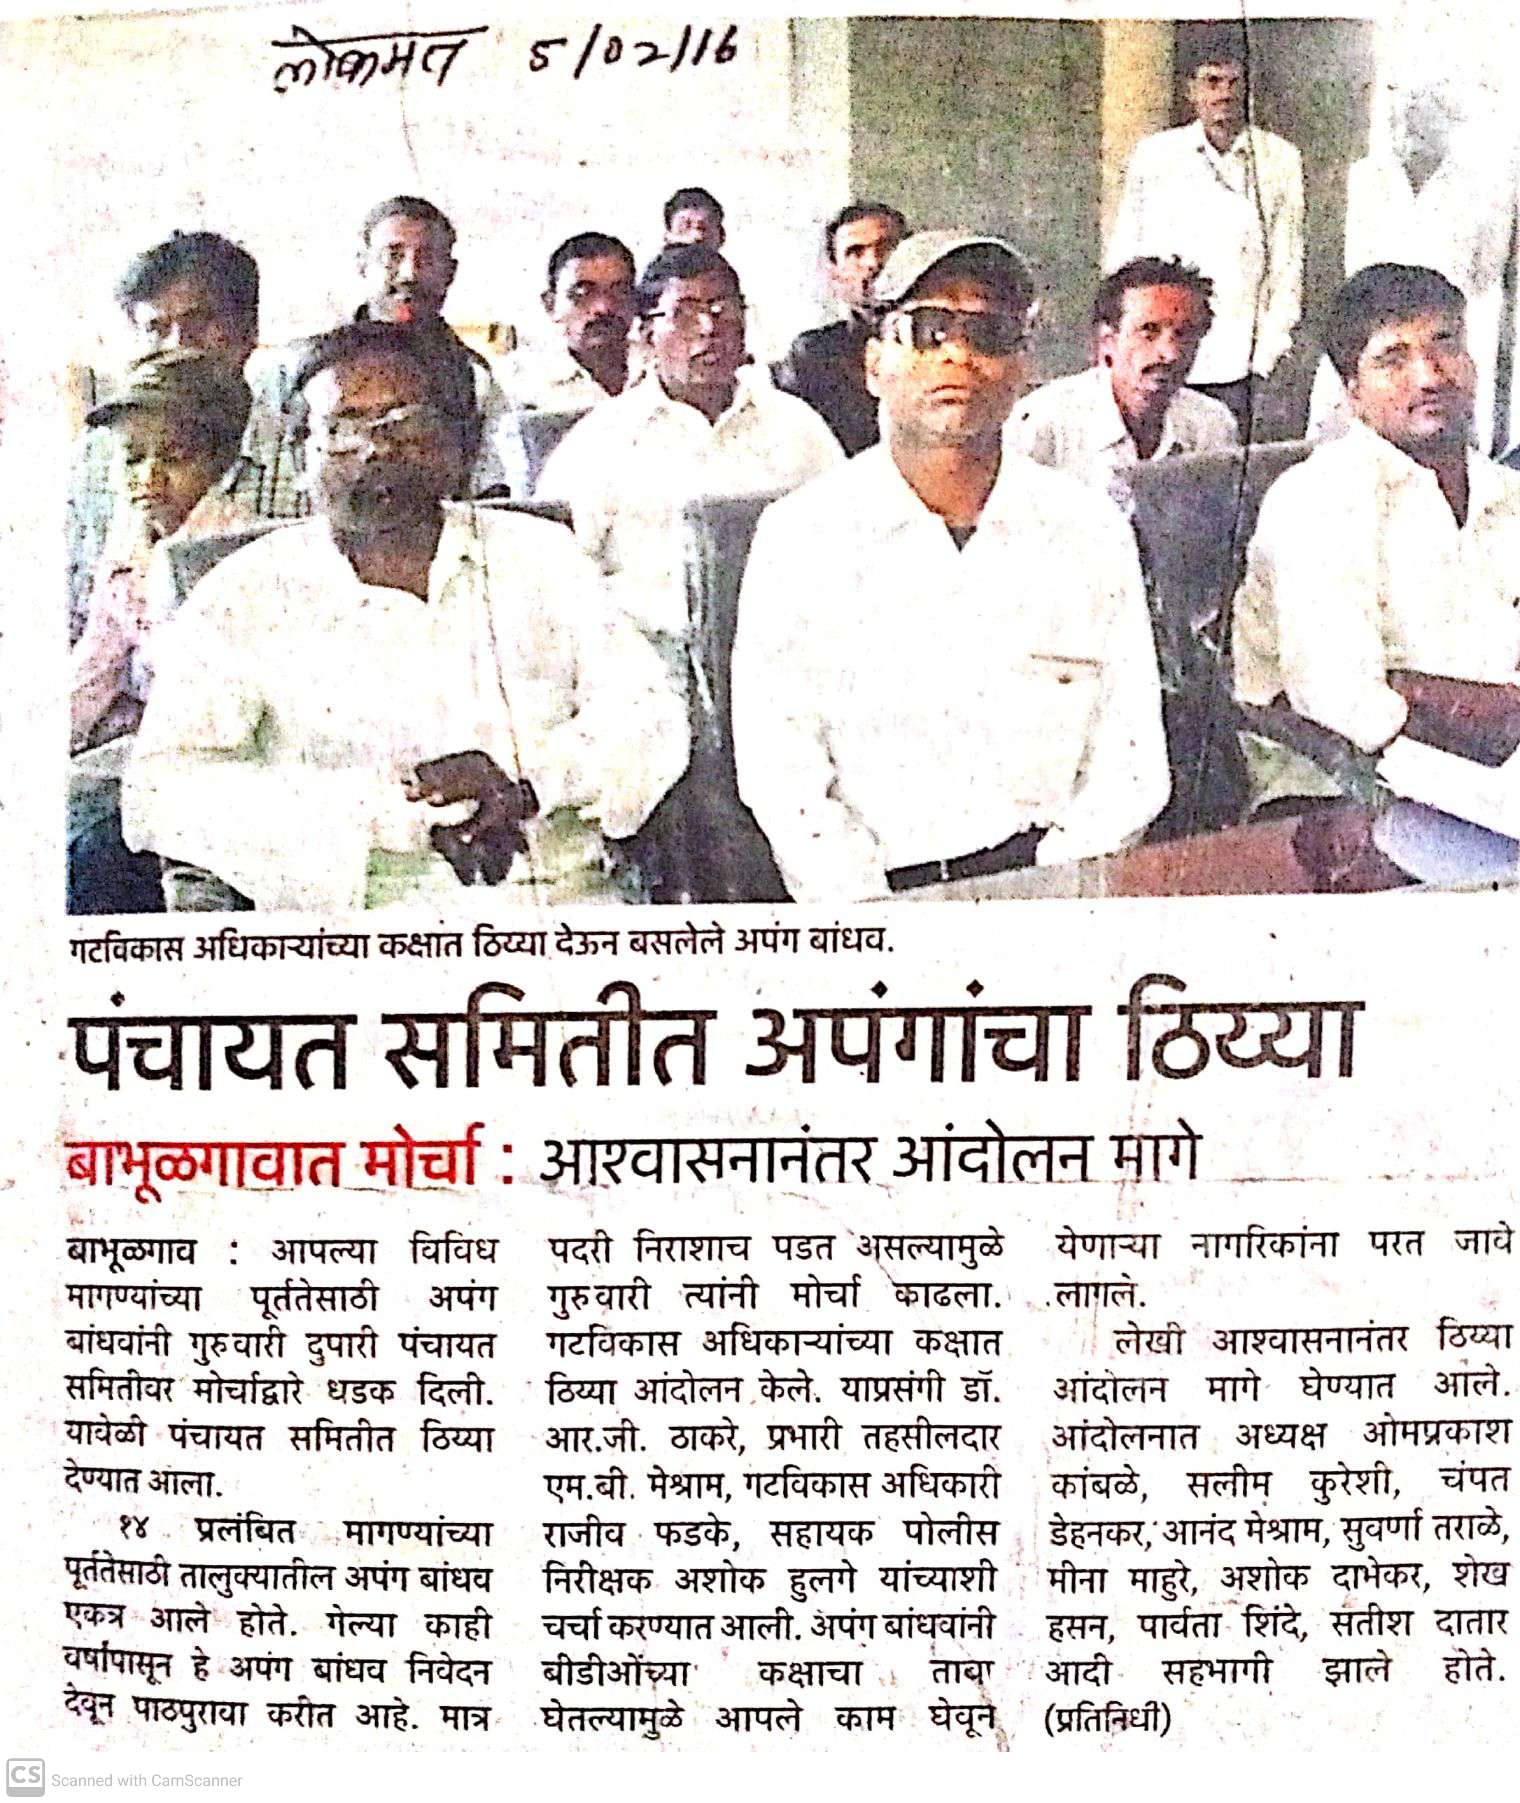 लोकमत 5/02/16
गटविकास अधिकाऱ्यांच्या कक्षात ठिय्या देऊन बसलेले अपंग बांधव.
पंचायत समितीत अपंगांचा ठिय्या
बाभूळगावात मोर्चा : आश्वासनानंतर आंदोलन मागे
बाभूळगाव : आपल्या विविध
मागण्यांच्या पूर्ततेसाठी अपंग
बांधवांनी गुरुवारी दुपारी पंचायत
समितीवर मोर्चाद्वारे धडक दिली.
यावेळी पंचायत समितीत ठिय्या
देण्यात आला.
१४ प्रलंबित मागण्यांच्या
पूर्ततेसाठी तालुक्यातील अपंग बांधव
एकत्र आले होते. गेल्या काही
वर्षांपासून हे अपंग बांधव निवेदन
देवून पाठपुरावा करीत आहे. मात्र
पदरी निराशाच पडत असल्यामुळे
गुरुवारी त्यांनी मोर्चा काढला.
गटविकास अधिकाऱ्यांच्या कक्षात
ठिय्या आंदोलन केले. याप्रसंगी डॉ.
आर.जी. ठाकरे, प्रभारी तहसीलदार
एम.बी. मेश्राम, गटविकास अधिकारी
राजीव फडके, सहायक पोलीस
निरीक्षक अशोक हुलगे यांच्याशी
चर्चा करण्यात आली. अपंग बांधवांनी
बीडीओंच्या कक्षाचा ताबा
घेतल्यामुळे आपले काम घेवून
येणाऱ्या नागरिकांना परत जावे
लागले.
लेखी आश्वासनानंतर ठिय्या
आंदोलन मागे घेण्यात आले.
आंदोलनात अध्यक्ष ओमप्रकाश
कांबळे, सलीम कुरेशी, चंपत
डेहनकर, आनंद मेश्राम, सुवर्णा तराळे,
मीना माहुरे, अशोक दाभेकर, शेख
हसन, पार्वता शिंदे, सतीश दातार
आदी सहभागी झाले होते.
(प्रतिनिधी)
CS Scanned with CamScanner